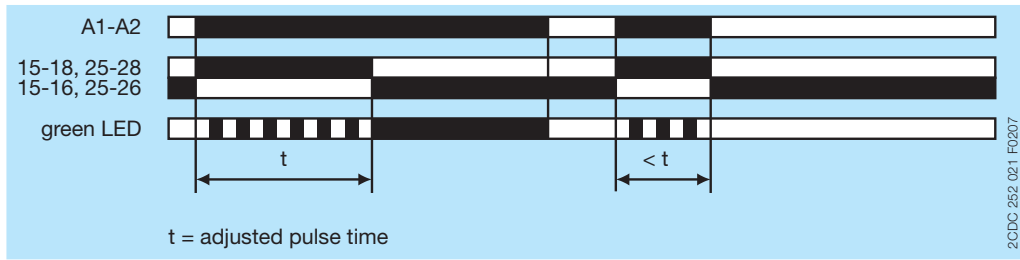 A1-A2
15-18, 25-28
15-16, 25-26
green LED
t
< t
t = adjusted pulse time
2CDC 252 021 F0207